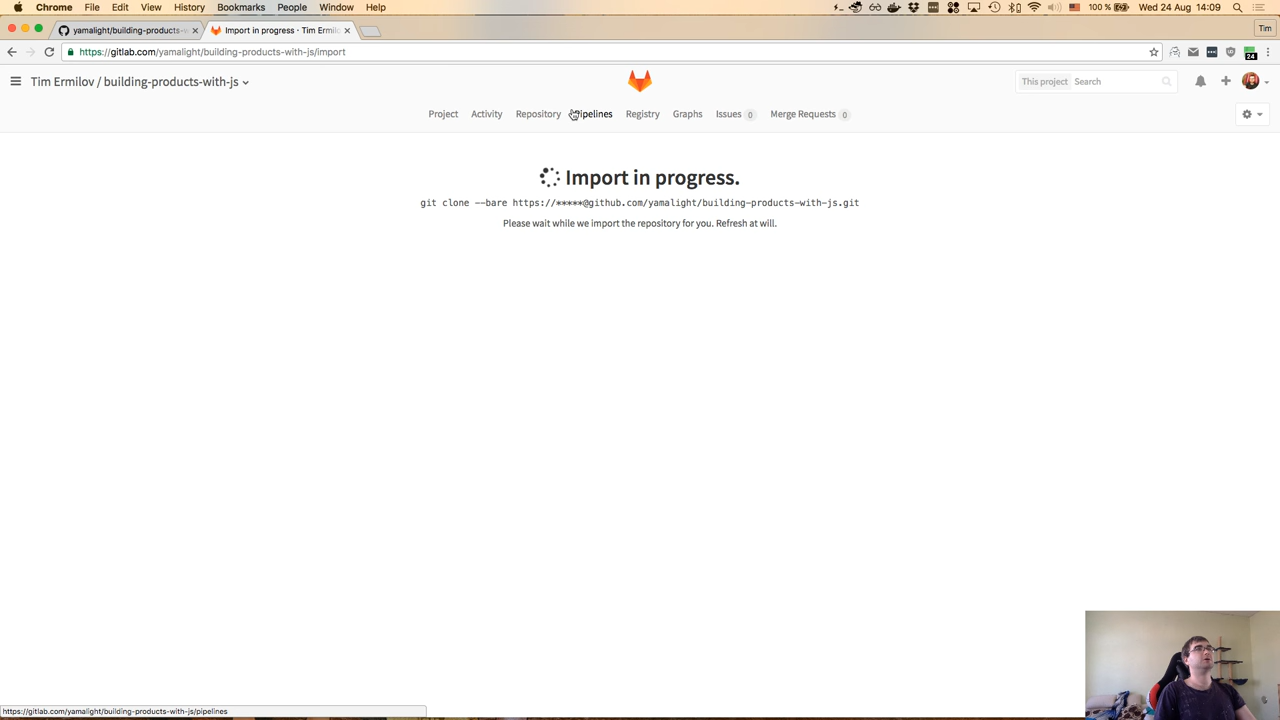 Chrome File Edit View History Bookmarks People Window Help 100 % Wed 24 Aug 14:09
yamalight/building-products-w Import in progress · Tim Ermil Tim
https://gitlab.com/yamalight/building-products-with-js/import 24
Tim Ermilov / building-products-with-js This project Search
Project Activity Repository Pipelines Registry Graphs Issues 0 Merge Requests 0
Import in progress.
git clone --bare https://*****@github.com/yamalight/building-products-with-js.git
Please wait while we import the repository for you. Refresh at will.
https://gitlab.com/yamalight/building-products-with-js/pipelines